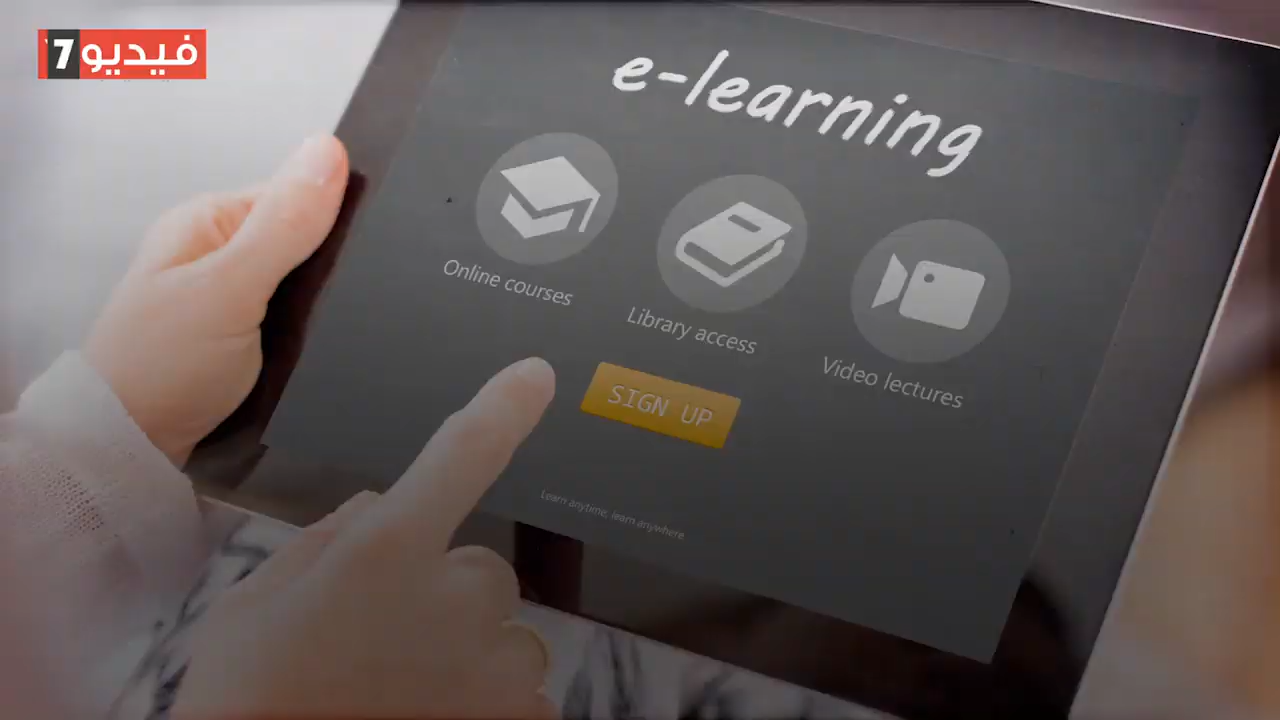 فيديو7
e-learning
Online courses
Library access
Video lectures
SIGN UP
Learn anytime, learn anywhere